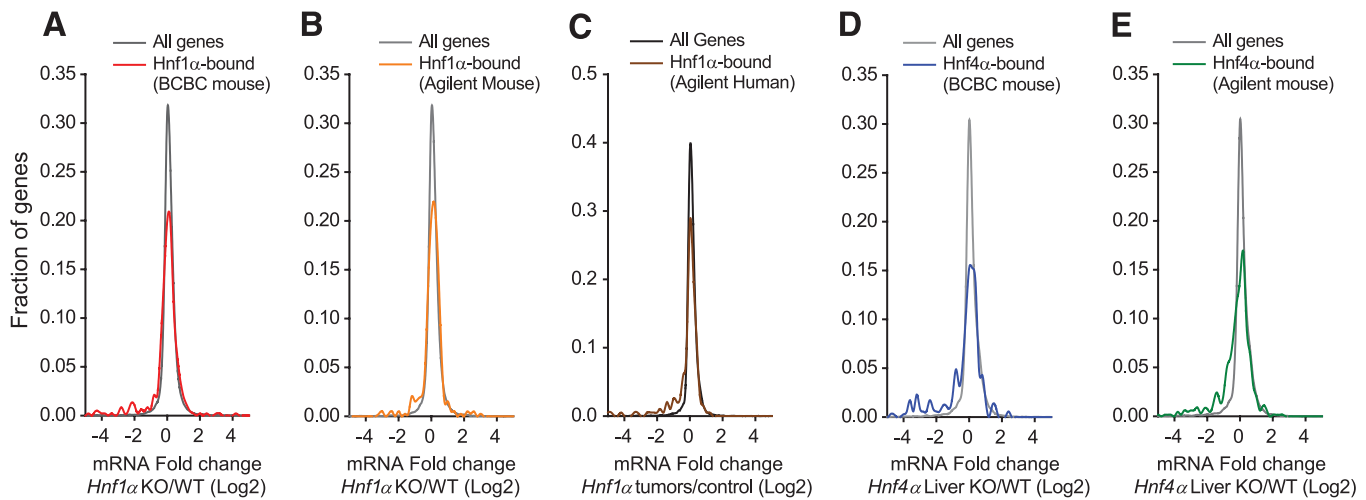 A
All genes
Hnf1α-bound
(BCBC mouse)
Fraction of genes
0.35
0.30
0.25
0.20
0.15
0.10
0.05
0.00
-4 -2 0 2 4
mRNA Fold change
Hnf1α KO/WT (Log2)
B
All genes
Hnf1α-bound
(Agilent Mouse)
0.35
0.30
0.25
0.20
0.15
0.10
0.05
0.00
-4 -2 0 2 4
mRNA Fold change
Hnf1α KO/WT (Log2)
C
All Genes
Hnf1α-bound
(Agilent Human)
0.5
0.4
0.3
0.2
0.1
0.0
-4 -2 0 2 4
mRNA Fold change
Hnf1α tumors/control (Log2)
D
All genes
Hnf4α-bound
(BCBC mouse)
0.35
0.30
0.25
0.20
0.15
0.10
0.05
0.00
-4 -2 0 2 4
mRNA Fold change
Hnf4α Liver KO/WT (Log2)
E
All genes
Hnf4α-bound
(Agilent mouse)
0.35
0.30
0.25
0.20
0.15
0.10
0.05
0.00
-4 -2 0 2 4
mRNA Fold change
Hnf4α Liver KO/WT (Log2)